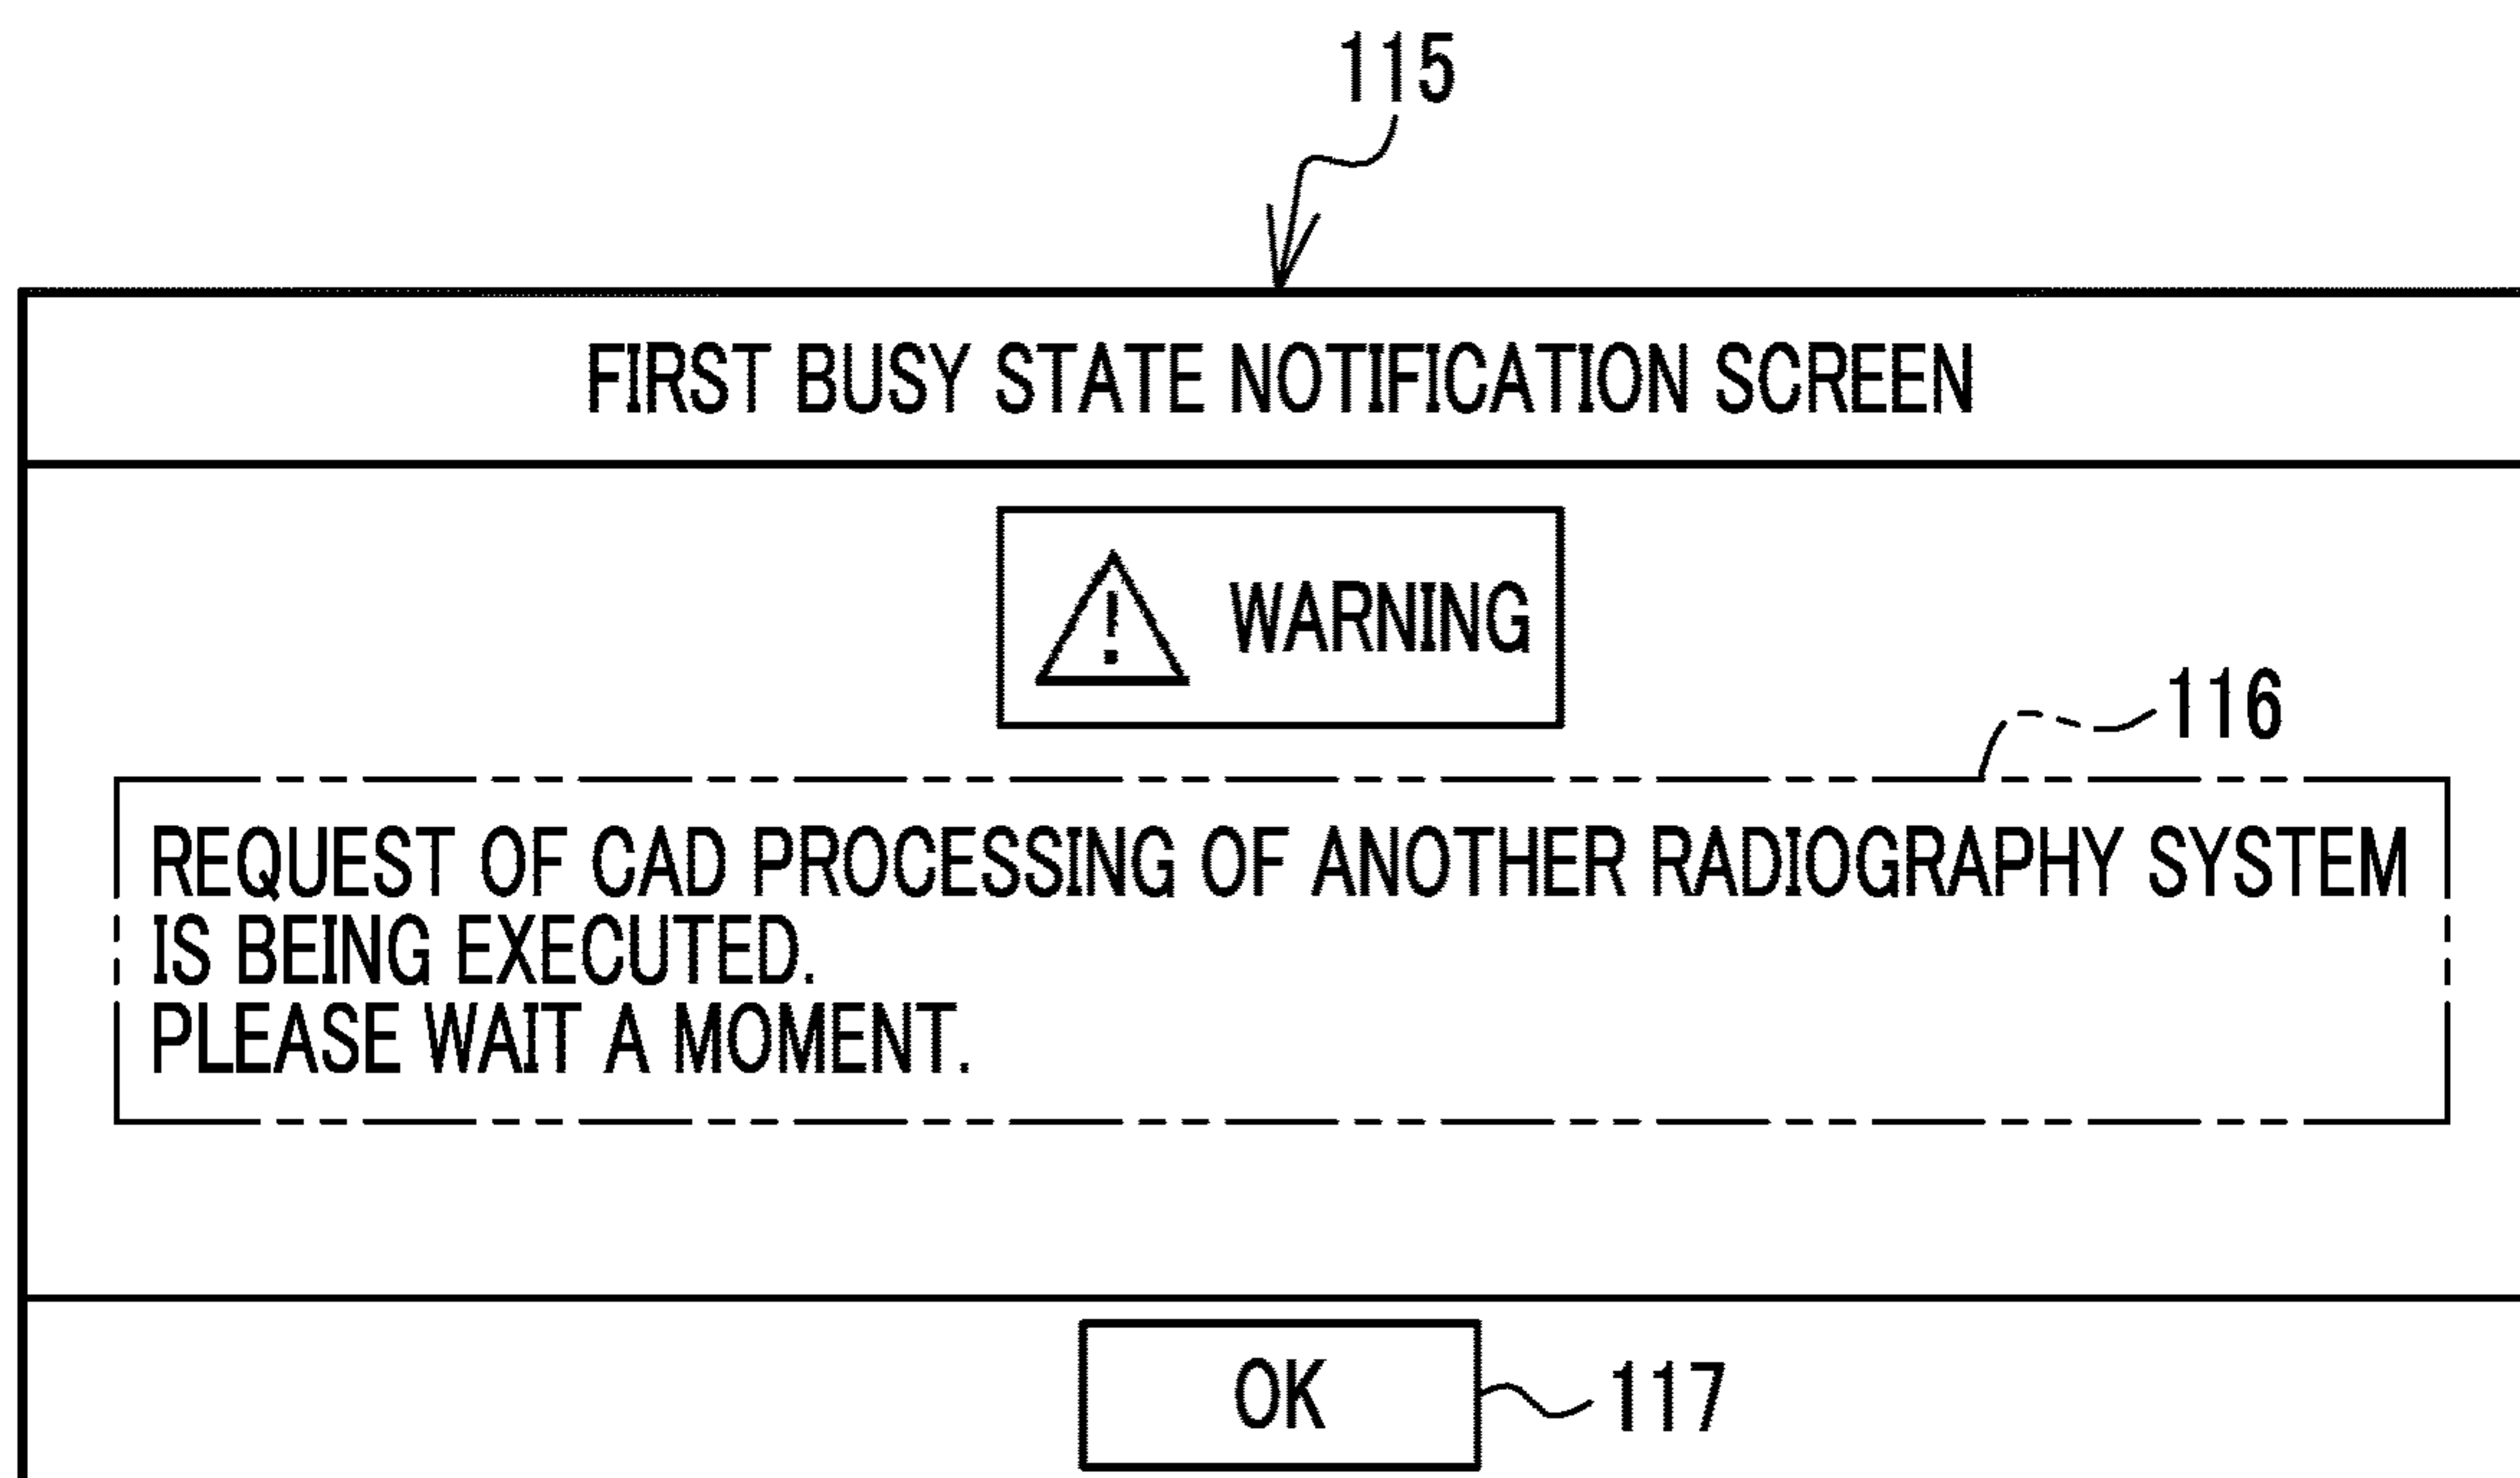 115
FIRST BUSY STATE NOTIFICATION SCREEN
! WARNING
116
REQUEST OF CAD PROCESSING OF ANOTHER RADIOGRAPHY SYSTEM
IS BEING EXECUTED.
PLEASE WAIT A MOMENT.
OK
117